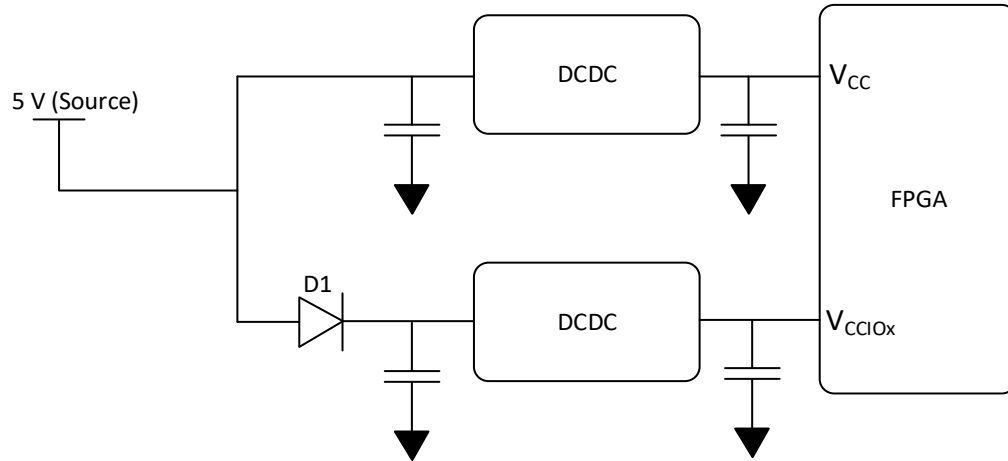 DCDC
5 V (Source)
VCC
FPGA
D1
DCDC
VCCIOx